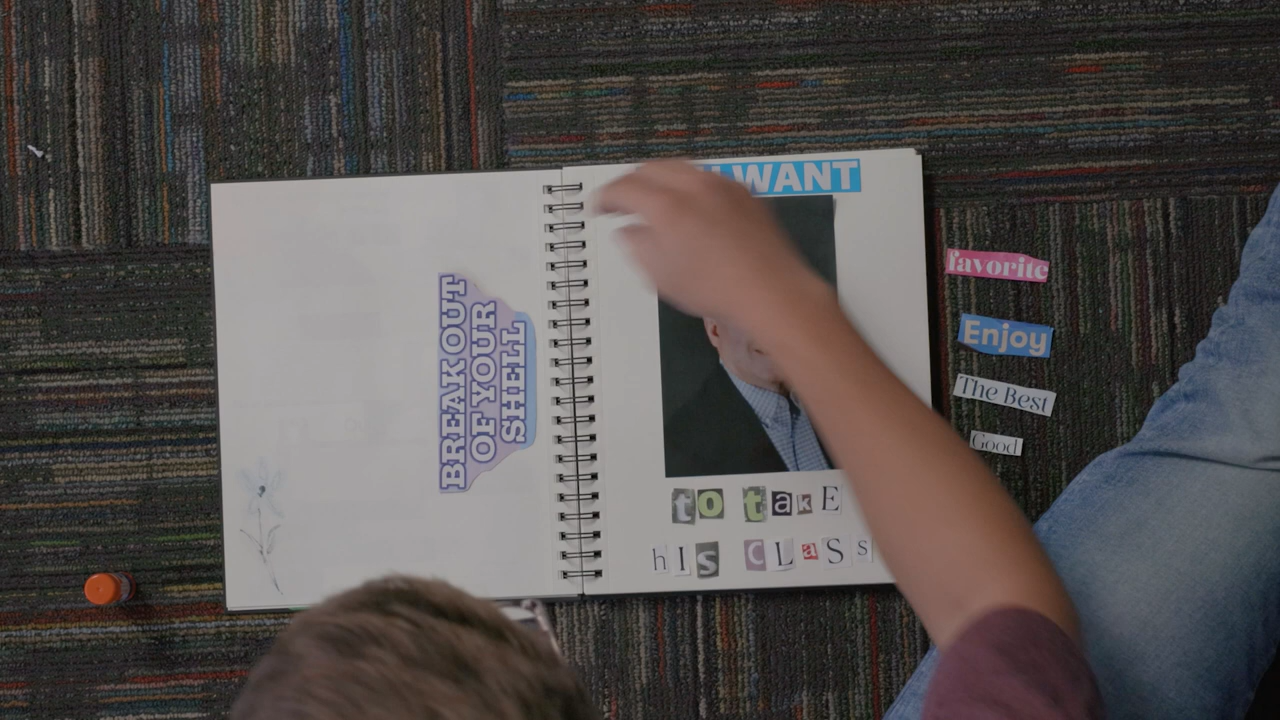 BREAK OUT
OF YOUR
SHELL
WANT
to takE
hIS CLaSs
favorite
Enjoy
The Best
Good